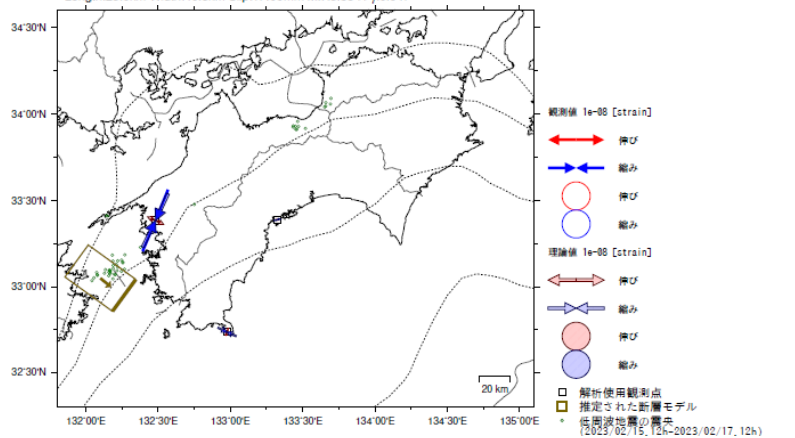 34°30'N
34°00'N
33°30'N
33°00'N
32°30'N
132°00'E
132°30'E
133°00'E
133°30'E
134°00'E
134°30'E
135°00'E
20 km
観測値 1e-08 [strain]
伸び
縮み
伸び
縮み
理論値 1e-08 [strain]
伸び
縮み
伸び
縮み
解析使用観測点
推定された断層モデル
低周波地震の震央
(2023/02/15.12h-2023/02/17.12h)